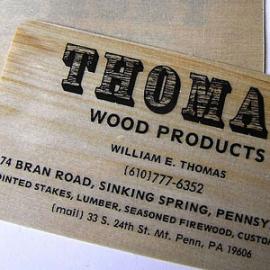 THOMA
WOOD PRODUCTS
WILLIAM E. THOMAS
(610)777-6352
74 BRAN ROAD, SINKING SPRING, PENNSY
OINTED STAKES, LUMBER, SEASONED FIREWOOD, CUSTO
(mail) 33 S. 24th St. Mt. Penn, PA 19606